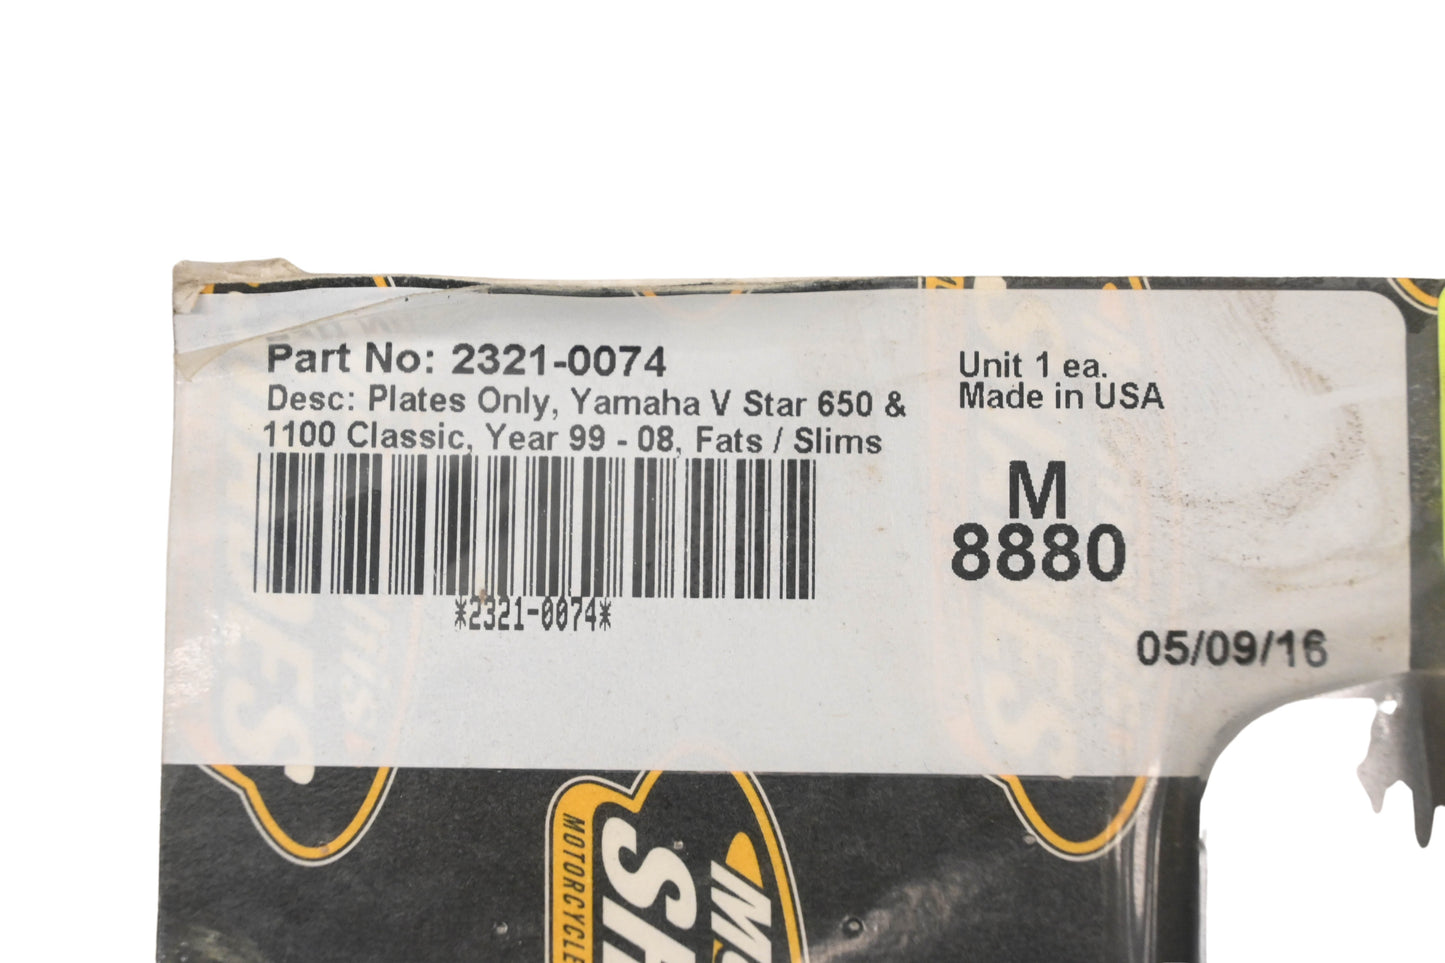 Part No: 2321-0074
Desc: Plates Only, Yamaha V Star 650 &
1100 Classic, Year 99 - 08, Fats / Slims
*2321-0074*
Unit 1 ea.
Made in USA
M
8880
05/09/16